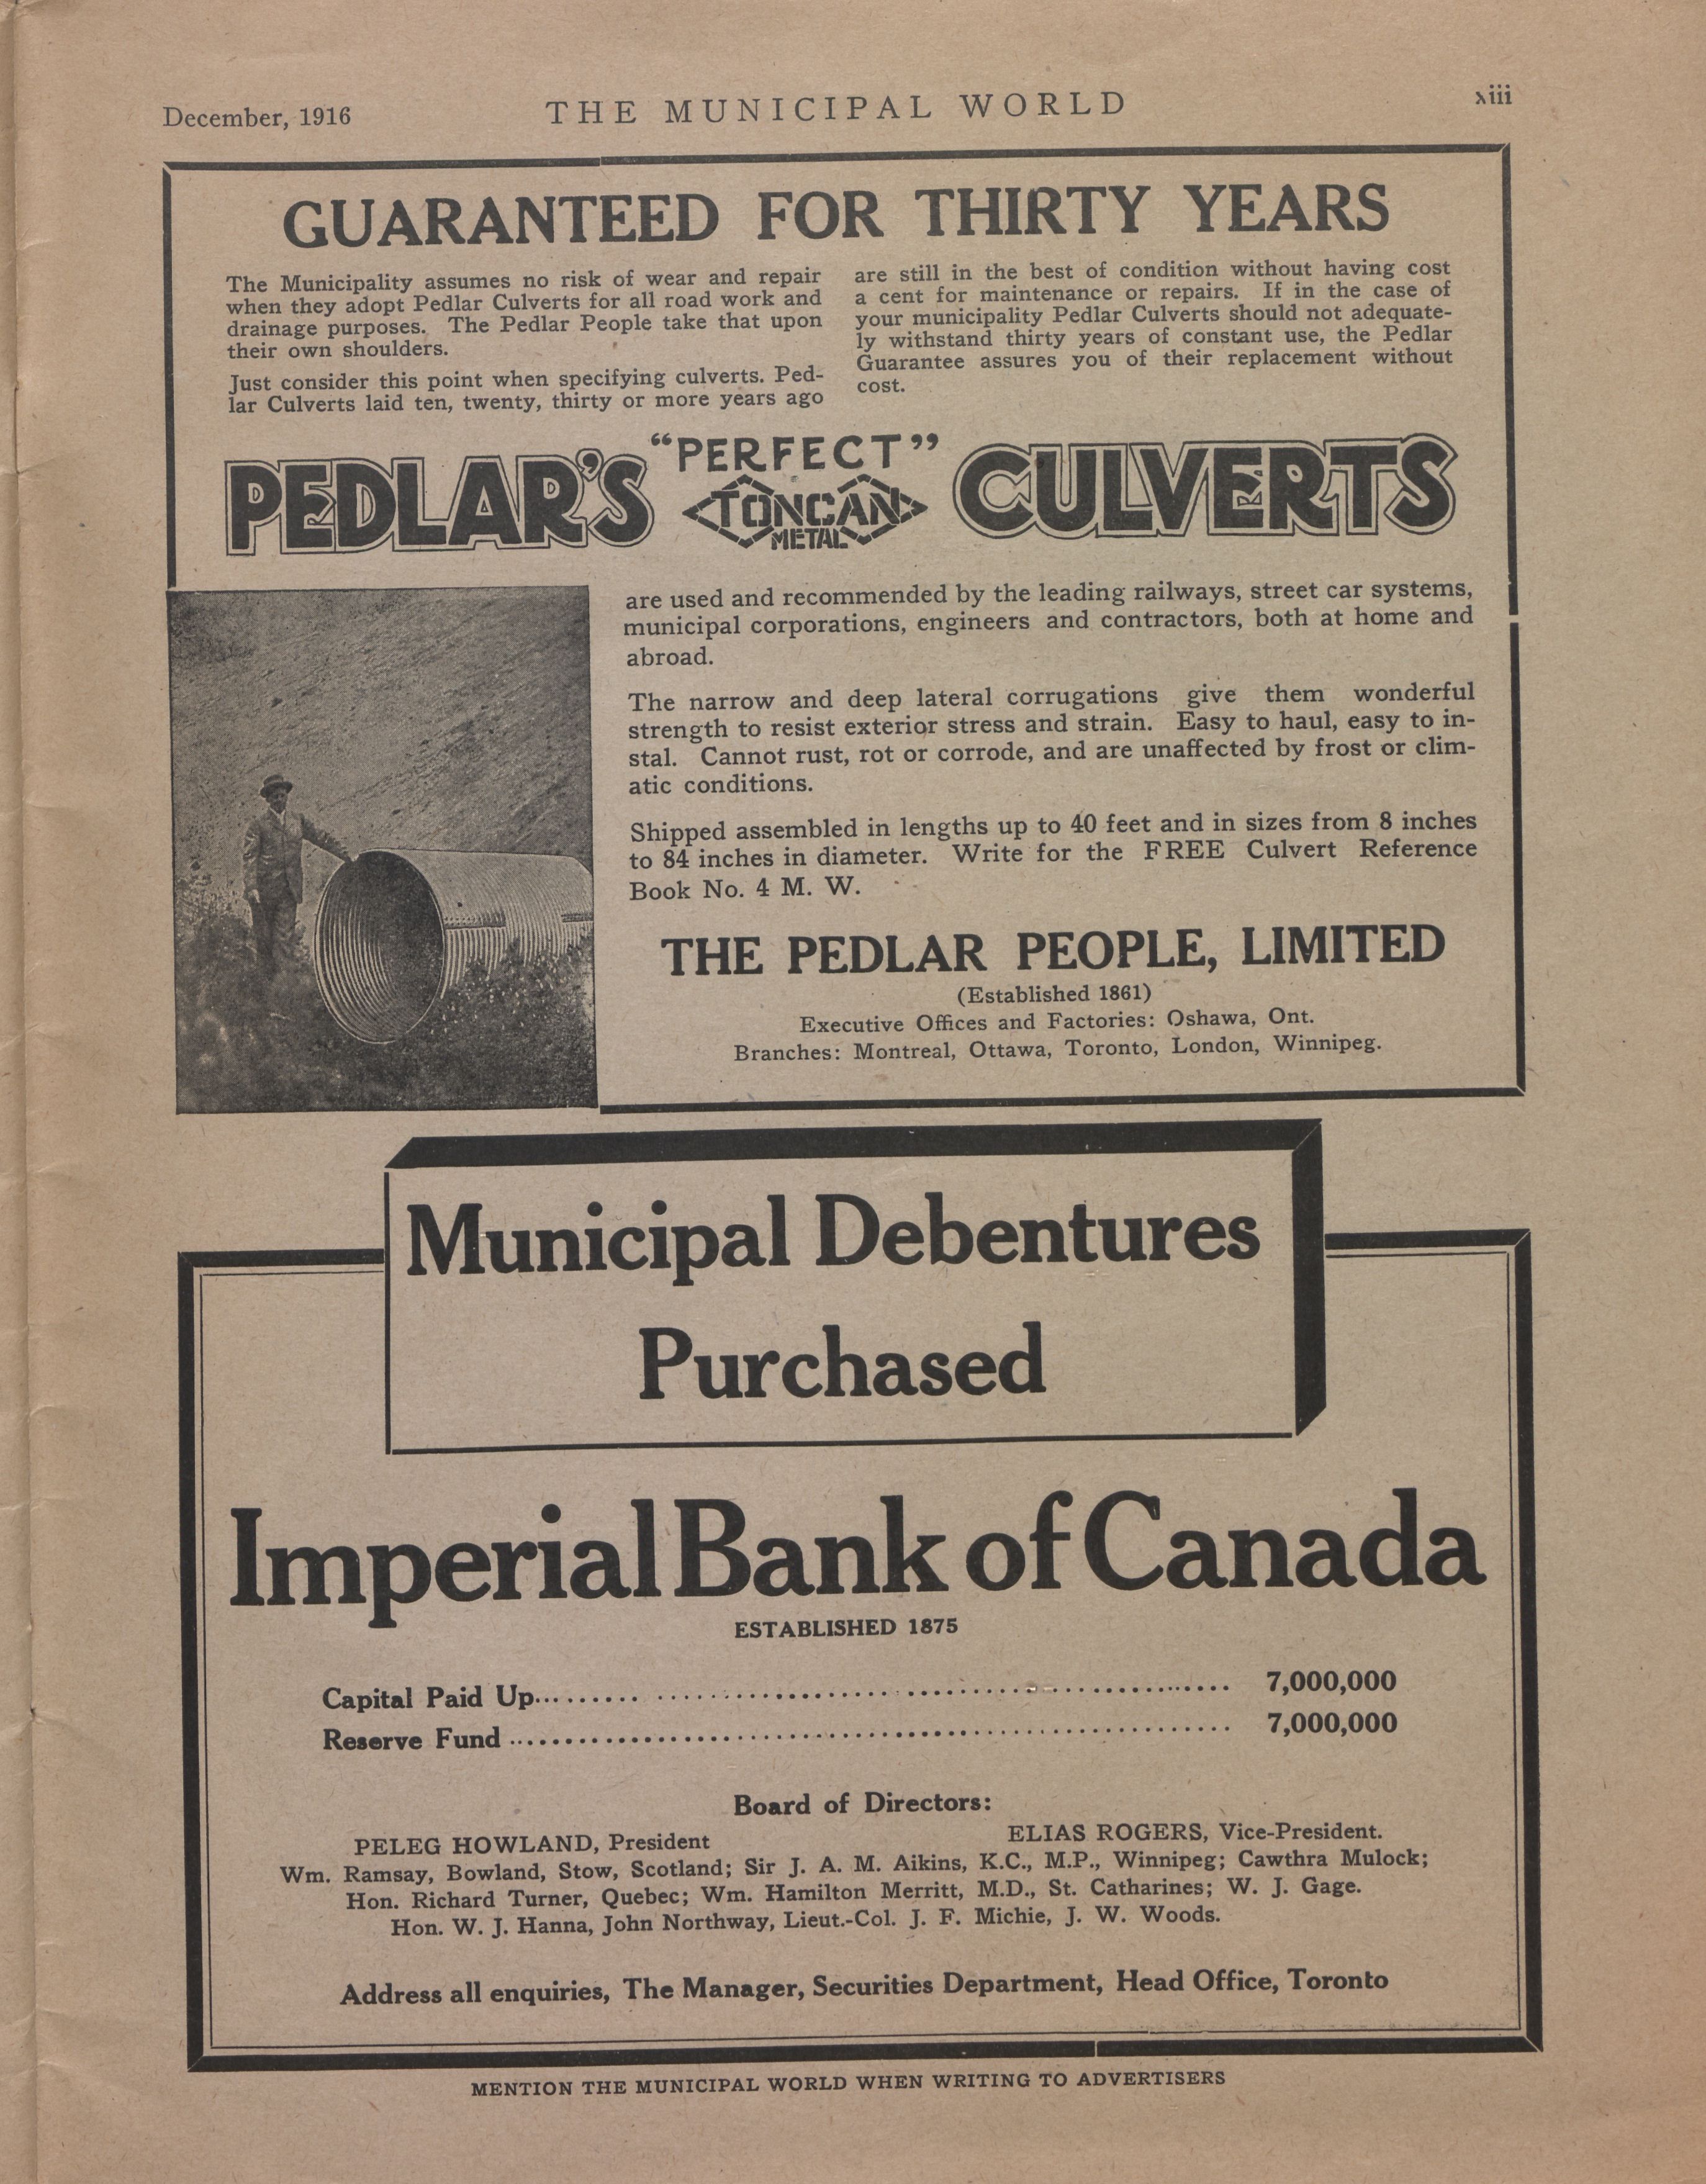 December, 1916
THE MUNICIPAL WORLD
xiii
GUARANTEED FOR THIRTY YEARS
The Municipality assumes no risk of wear and repair
when they adopt Pedlar Culverts for all road work and
drainage purposes. The Pedlar People take that upon
their own shoulders.
Just consider this point when specifying culverts. Ped-
lar Culverts laid ten, twenty, thirty or more years ago
are still in the best of condition without having cost
a cent for maintenance or repairs. If in the case of
your municipality Pedlar Culverts should not adequate-
ly withstand thirty years of constant use, the Pedlar
Guarantee assures you of their replacement without
cost.
PEDLAR'S "PERFECT" CULVERTS
TONCAN
METAL
are used and recommended by the leading railways, street car systems,
municipal corporations, engineers and contractors, both at home and
abroad.
The narrow and deep lateral corrugations give them wonderful
strength to resist exterior stress and strain. Easy to haul, easy to in-
stal. Cannot rust, rot or corrode, and are unaffected by frost or clim-
atic conditions.
Shipped assembled in lengths up to 40 feet and in sizes from 8 inches
to 84 inches in diameter. Write for the FREE Culvert Reference
Book No. 4 M. W.
THE PEDLAR PEOPLE, LIMITED
(Established 1861)
Executive Offices and Factories: Oshawa, Ont.
Branches: Montreal, Ottawa, Toronto, London, Winnipeg.
Municipal Debentures
Purchased
Imperial Bank of Canada
ESTABLISHED 1875
Capital Paid Up.......... 7,000,000
Reserve Fund .......... 7,000,000
Board of Directors:
PELEG HOWLAND, President
ELIAS ROGERS, Vice-President.
Wm. Ramsay, Bowland, Stow, Scotland; Sir J. A. M. Aikins, K.C., M.P., Winnipeg; Cawthra Mulock;
Hon. Richard Turner, Quebec; Wm. Hamilton Merritt, M.D., St. Catharines; W. J. Gage.
Hon. W. J. Hanna, John Northway, Lieut.-Col. J. F. Michie, J. W. Woods.
Address all enquiries, The Manager, Securities Department, Head Office, Toronto
MENTION THE MUNICIPAL WORLD WHEN WRITING TO ADVERTISERS